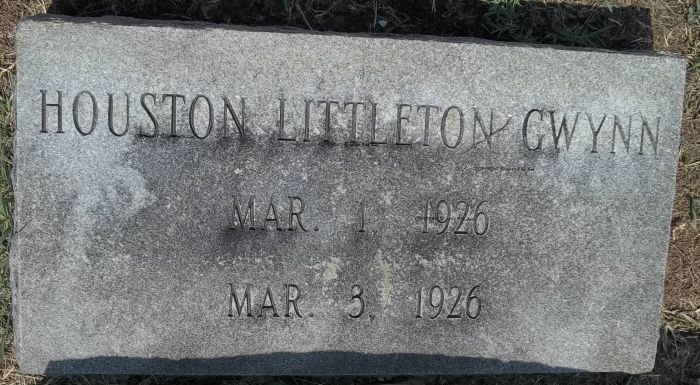 HOUSTON LITTLETON GWYNN
MAR. 1, 1926
MAR. 3, 1926